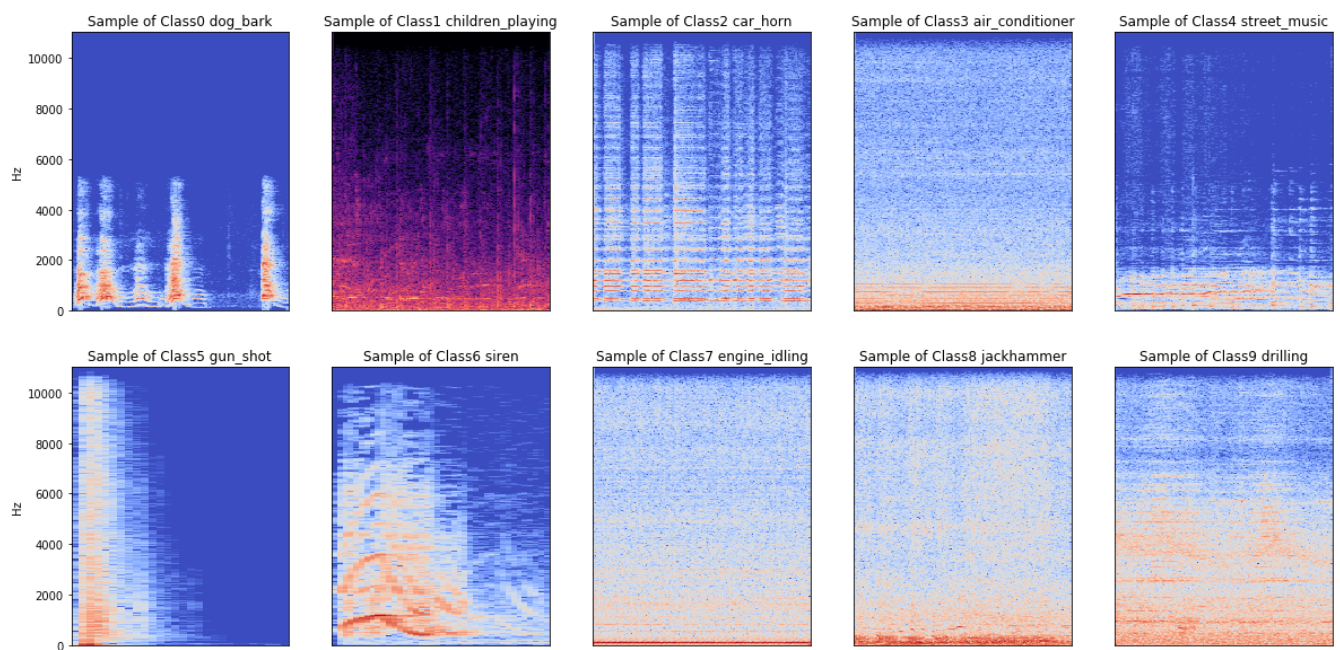 Sample of Class0 dog_bark
Sample of Class1 children_playing
Sample of Class2 car_horn
Sample of Class3 air_conditioner
Sample of Class4 street_music
10000
8000
6000
4000
2000
0
Hz
Sample of Class5 gun_shot
Sample of Class6 siren
Sample of Class7 engine_idling
Sample of Class8 jackhammer
Sample of Class9 drilling
10000
8000
6000
4000
2000
0
Hz